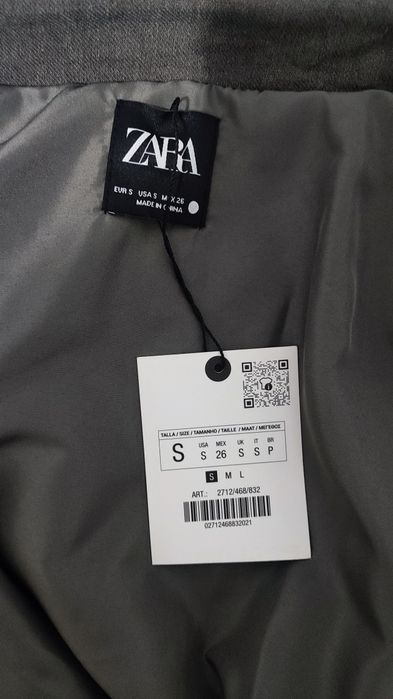 ZARA
EUR S USA S MEX 26
MADE IN CHINA
TALLA / SIZE / TAMANHO / TAILLE / MAAT / ΜΕΓΕΘΟΣ
S USA S MEX 26 UK S IT S BR P
S M L
ART.: 2712/468/832
02712468832021